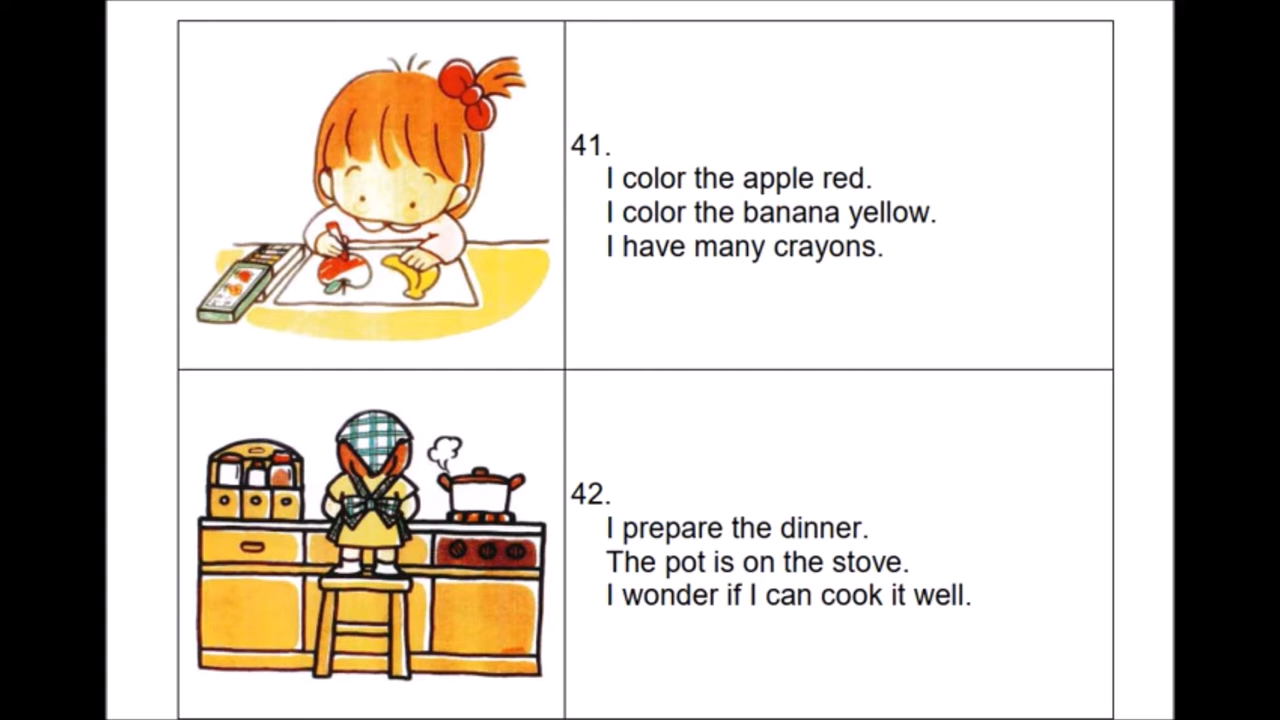 41.
I color the apple red.
I color the banana yellow.
I have many crayons.
42.
I prepare the dinner.
The pot is on the stove.
I wonder if I can cook it well.